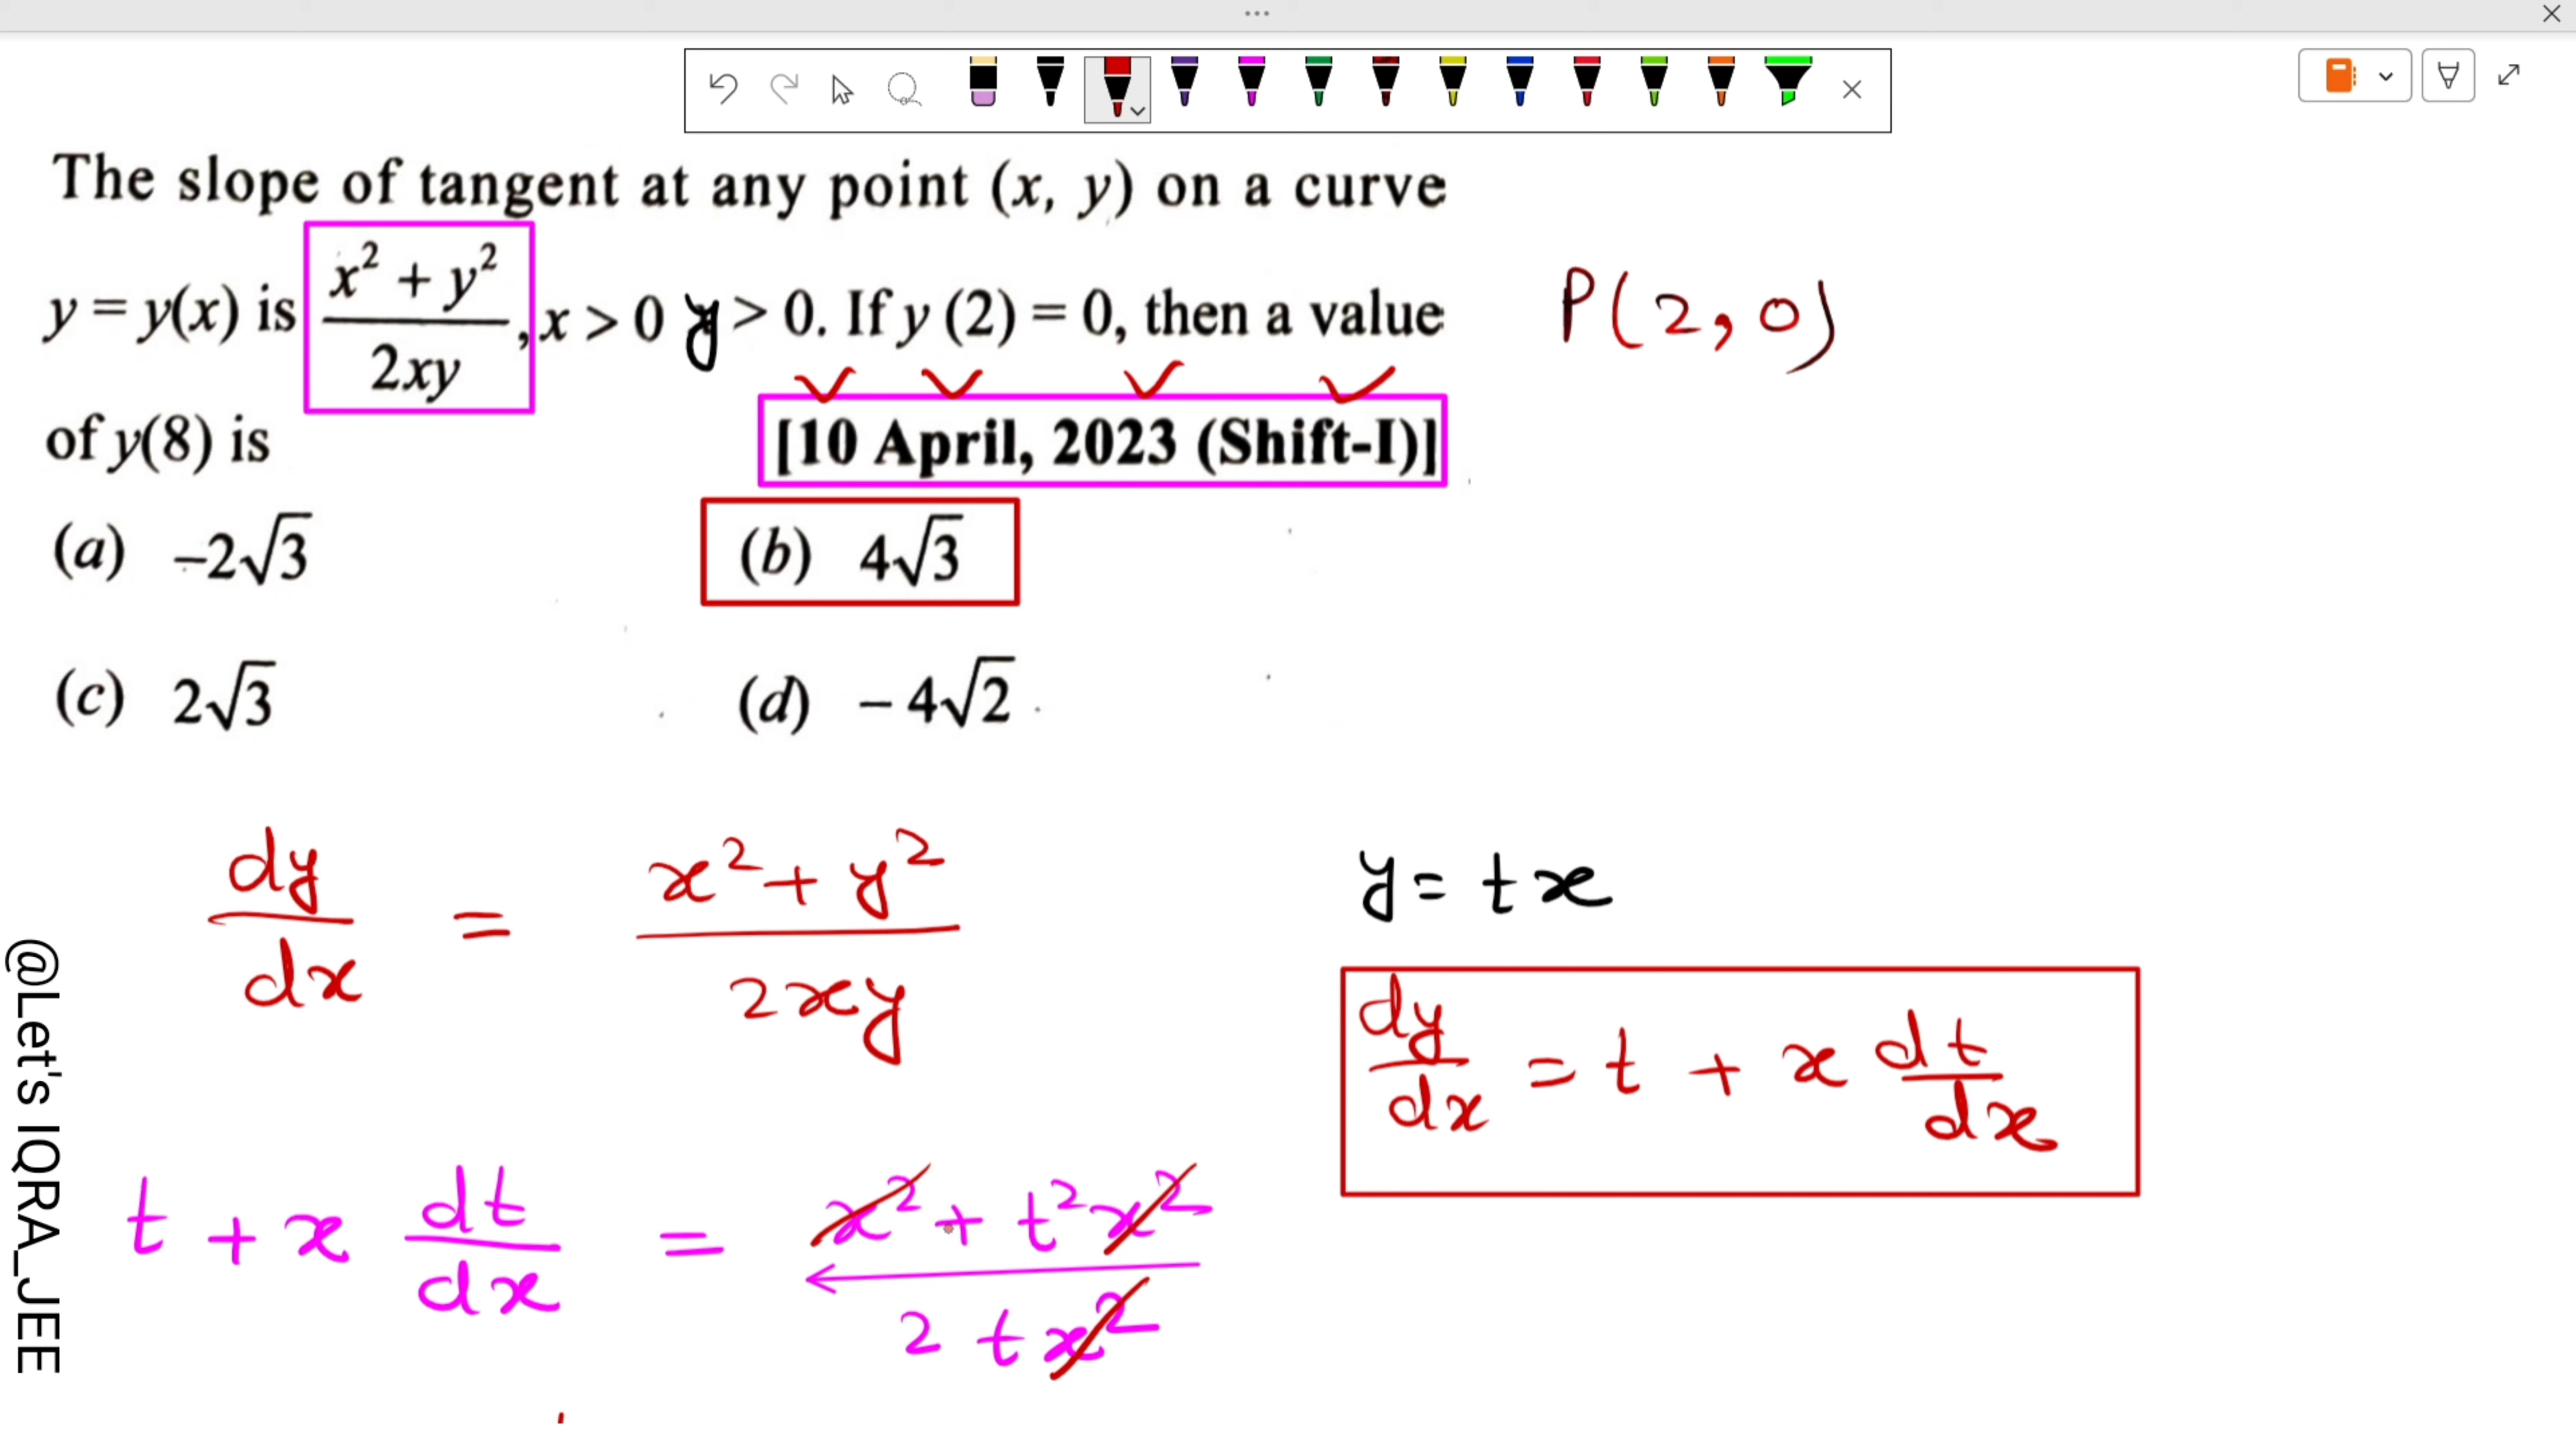 The slope of tangent at any point (x, y) on a curve
y = y(x) is (x² + y²)/(2xy), x > 0 y > 0. If y (2) = 0, then a value
P(2, 0)
of y(8) is
[10 April, 2023 (Shift-I)]
(a) –2√3
(b) 4√3
(c) 2√3
(d) – 4√2
dy/dx = (x² + y²)/(2xy)
y = tx
dy/dx = t + x dt/dx
t + x dt/dx = (x² + t²x²)/(2tx²)
@Let's IQRA_JEE